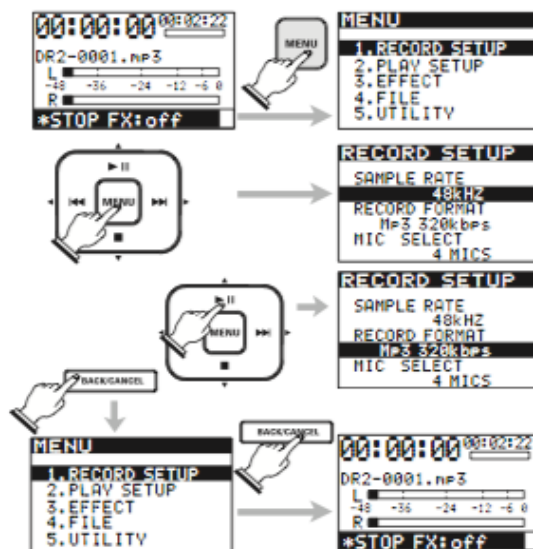 00:00:00 00:02:22
DR2-0001.mp3
L
-48 -36 -24 -12 -6 0
R
*STOP FX:off
MENU
MENU
1.RECORD SETUP
2.PLAY SETUP
3.EFFECT
4.FILE
5.UTILITY
MENU
RECORD SETUP
SAMPLE RATE
48kHZ
RECORD FORMAT
Mp3 320kbps
MIC SELECT
4 MICS
MENU
RECORD SETUP
SAMPLE RATE
48kHZ
RECORD FORMAT
Mp3 320kbps
MIC SELECT
4 MICS
BACK/CANCEL
MENU
1.RECORD SETUP
2.PLAY SETUP
3.EFFECT
4.FILE
5.UTILITY
BACK/CANCEL
00:00:00 00:02:22
DR2-0001.mp3
L
-48 -36 -24 -12 -6 0
R
*STOP FX:off